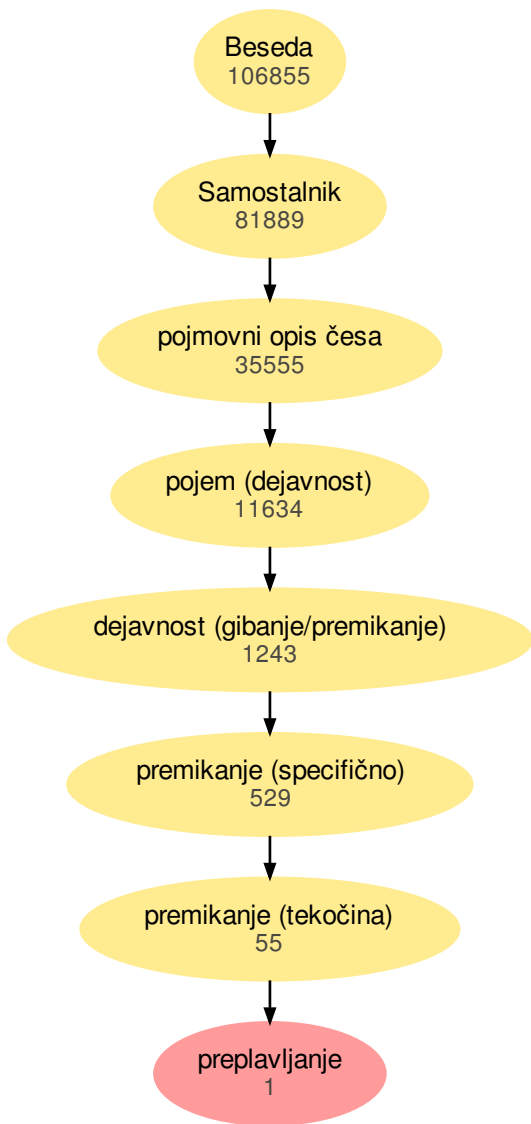 Beseda
106855
Samostalnik
81889
pojmovni opis česa
35555
pojem (dejavnost)
11634
dejavnost (gibanje/premikanje)
1243
premikanje (specifično)
529
premikanje (tekočina)
55
preplavljanje
1